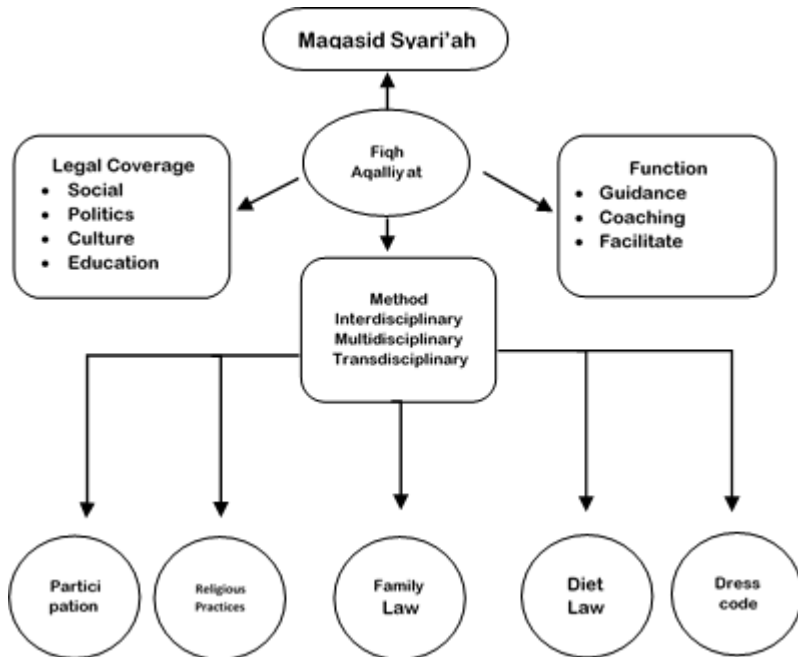 Maqasid Syari'ah
Fiqh
Aqalliyat
Legal Coverage
• Social
• Politics
• Culture
• Education
Function
• Guidance
• Coaching
• Facilitate
Method
Interdisciplinary
Multidisciplinary
Transdisciplinary
Partici
pation
Religious
Practices
Family
Law
Diet
Law
Dress
code